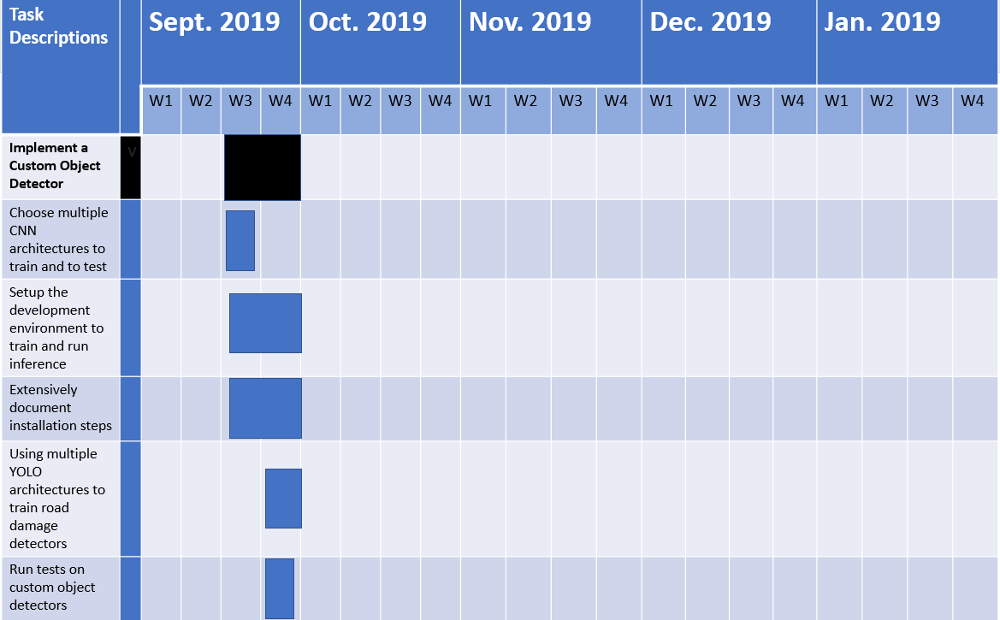 Task
Descriptions
Sept. 2019
Oct. 2019
Nov. 2019
Dec. 2019
Jan. 2019
W1 W2 W3 W4 W1 W2 W3 W4 W1 W2 W3 W4 W1 W2 W3 W4 W1 W2 W3 W4
Implement a
Custom Object
Detector
V
Choose multiple
CNN
architectures to
train and to test
Setup the
development
environment to
train and run
inference
Extensively
document
installation steps
Using multiple
YOLO
architectures to
train road
damage
detectors
Run tests on
custom object
detectors